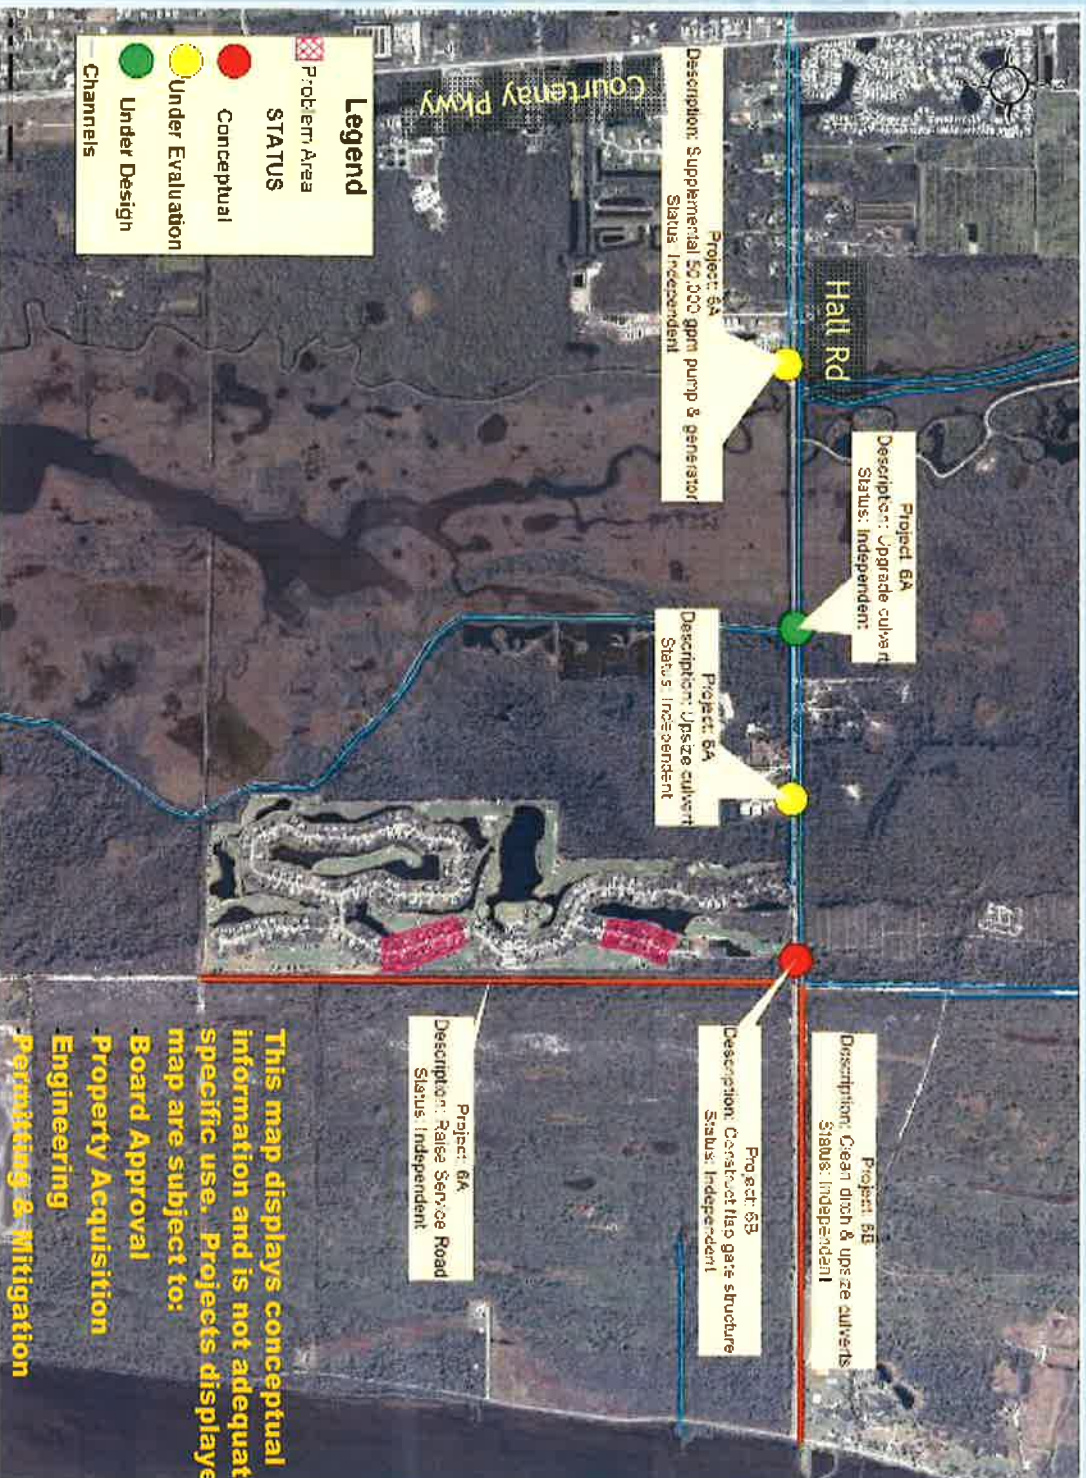 Hall Rd
Courtenay Pkwy
Project: 6A
Description: Supplemental 50,000 gpm pump & generator
Status: Independent
Project: 6A
Description: Upgrade culvert
Status: Independent
Project: 6A
Description: Upsize culvert
Status: Independent
Project: 6B
Description: Clean ditch & upsize culverts
Status: Independent
Project: 6B
Description: Construct flap gate structure
Status: Independent
Project: 6A
Description: Raise Service Road
Status: Independent
Legend
Problem Area
STATUS
Conceptual
Under Evaluation
Under Design
Channels
This map displays conceptual
information and is not adequat
specific use. Projects displaye
map are subject to:
-Board Approval
-Property Acquisition
-Engineering
-Permitting & Mitigation